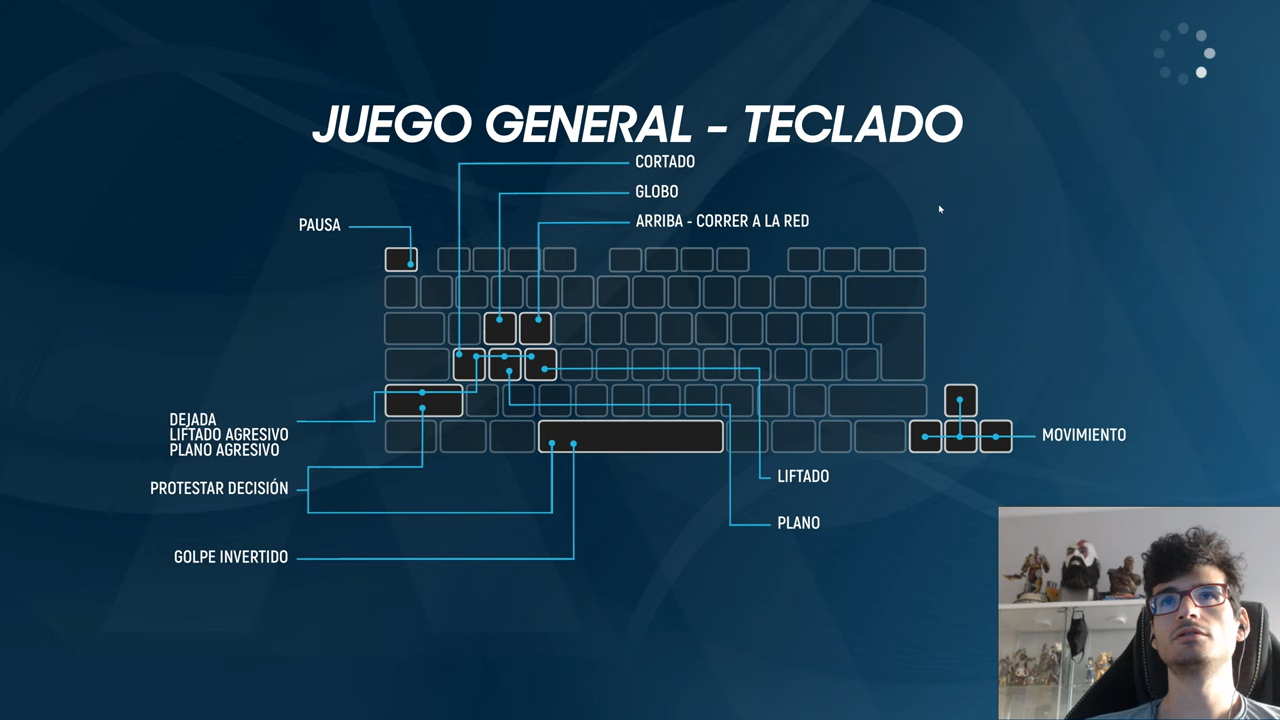 JUEGO GENERAL - TECLADO
CORTADO
GLOBO
ARRIBA - CORRER A LA RED
PAUSA
DEJADA
LIFTADO AGRESIVO
PLANO AGRESIVO
PROTESTAR DECISIÓN
GOLPE INVERTIDO
MOVIMIENTO
LIFTADO
PLANO